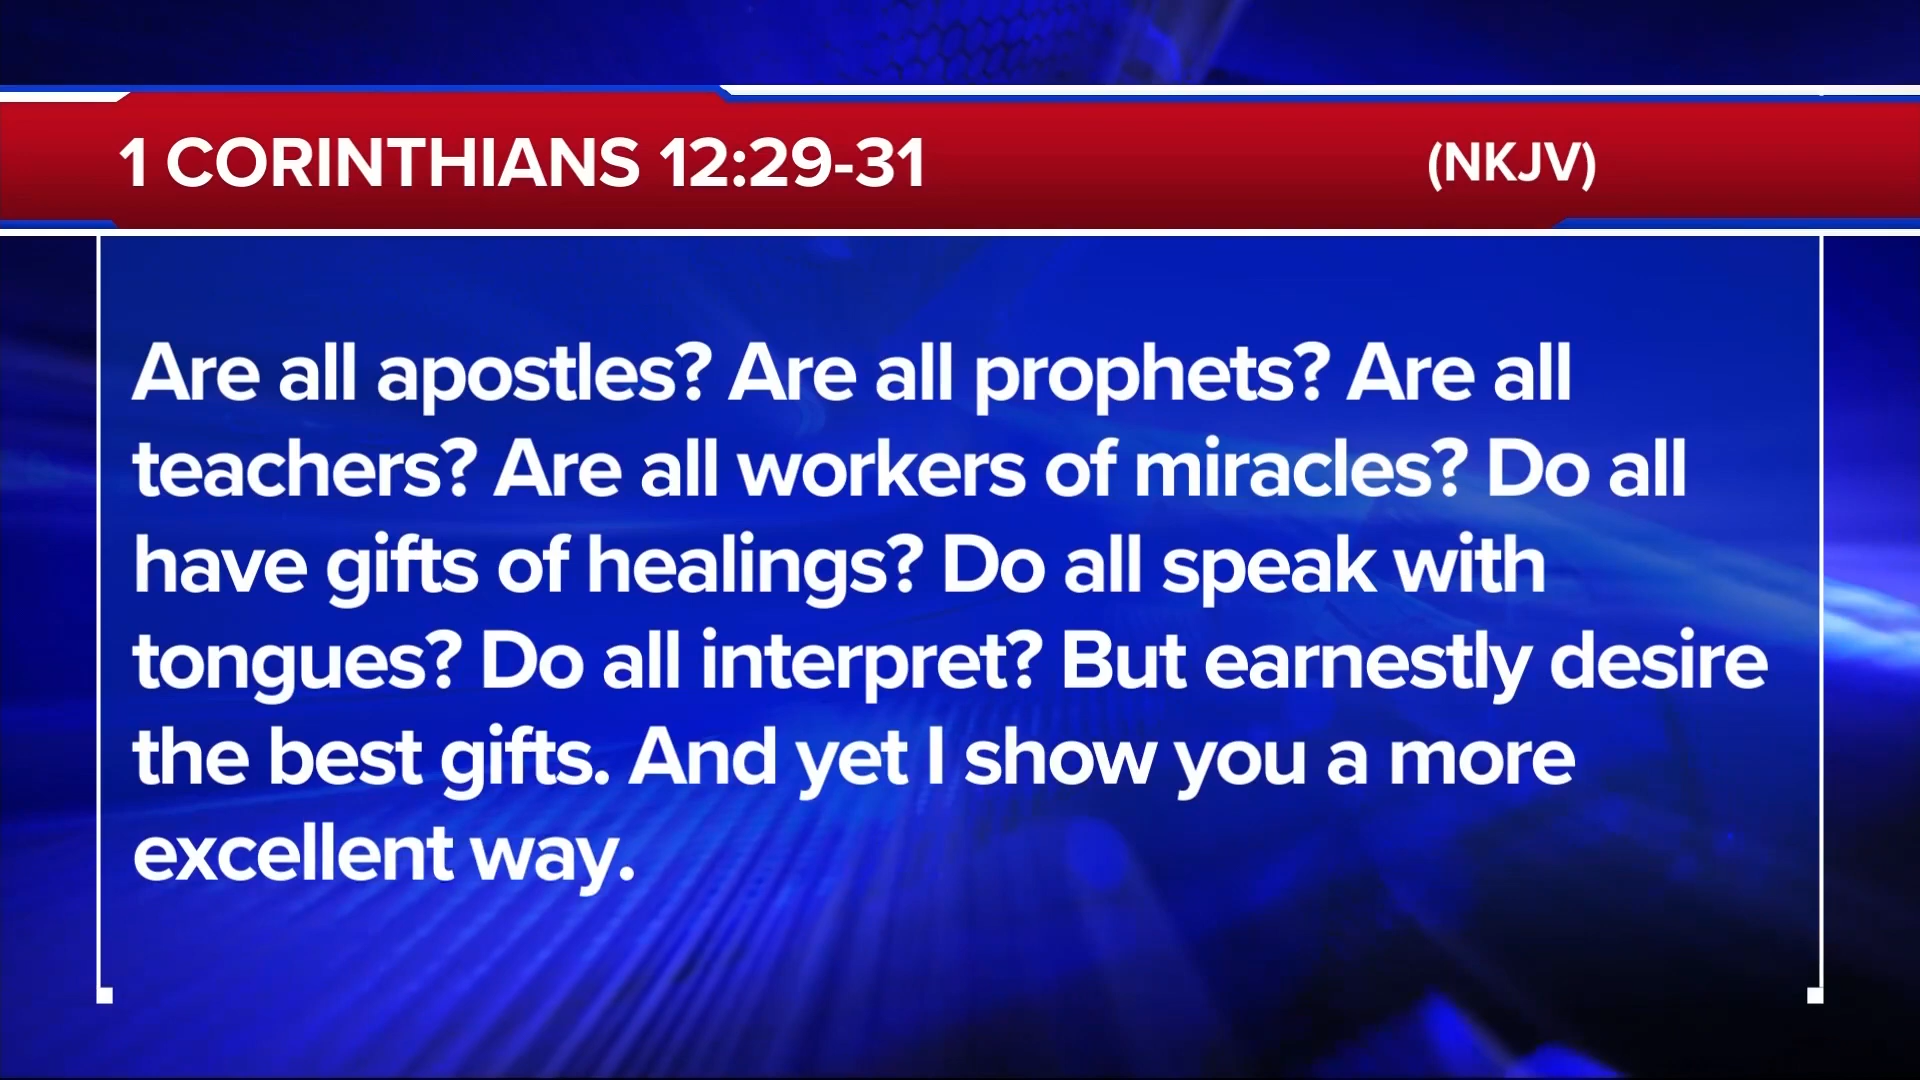 1 CORINTHIANS 12:29-31 (NKJV)
Are all apostles? Are all prophets? Are all
teachers? Are all workers of miracles? Do all
have gifts of healings? Do all speak with
tongues? Do all interpret? But earnestly desire
the best gifts. And yet I show you a more
excellent way.